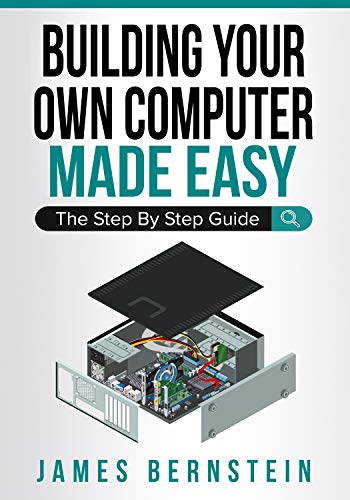 BUILDING YOUR
OWN COMPUTER
MADE EASY
The Step By Step Guide
JAMES BERNSTEIN